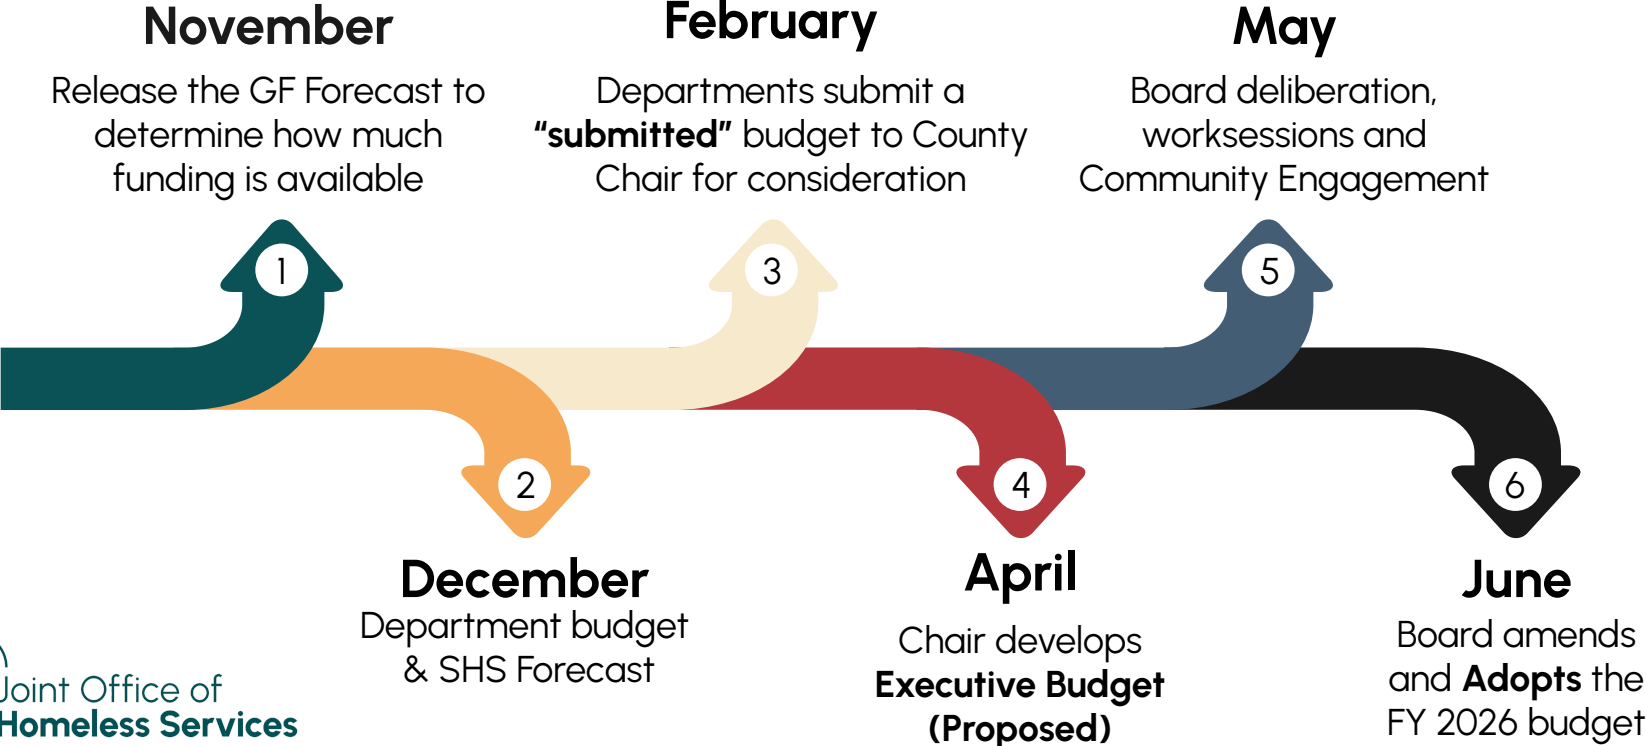 November
Release the GF Forecast to
determine how much
funding is available
1
February
Departments submit a
“submitted” budget to County
Chair for consideration
3
May
Board deliberation,
worksessions and
Community Engagement
5
2
December
Department budget
& SHS Forecast
4
April
Chair develops
Executive Budget
(Proposed)
6
June
Board amends
and Adopts the
FY 2026 budget
Joint Office of
Homeless Services